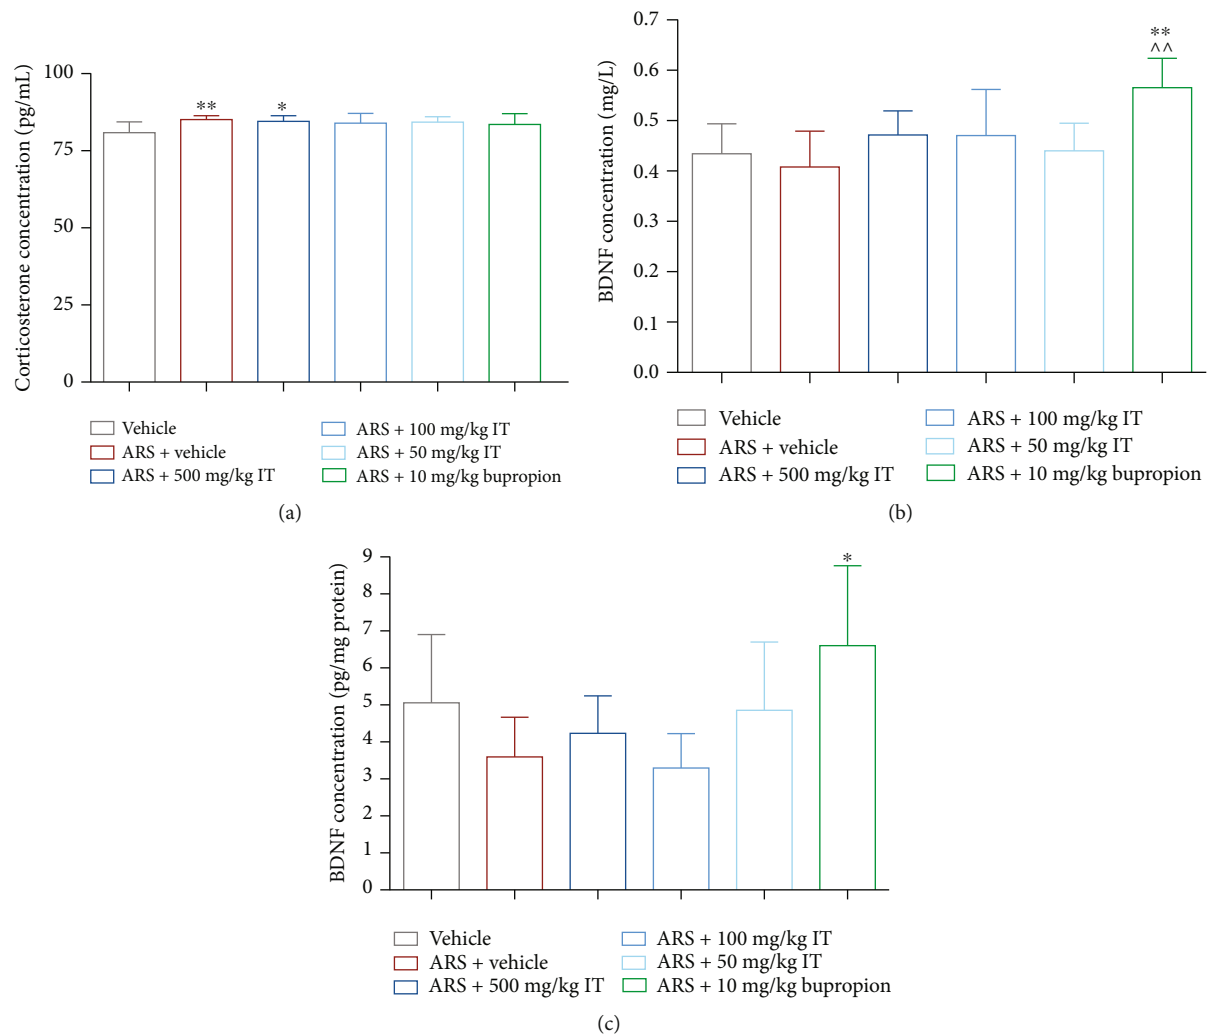 Corticosterone concentration (pg/mL)
100
75
50
25
0
**
*
Vehicle
ARS + vehicle
ARS + 500 mg/kg IT
ARS + 100 mg/kg IT
ARS + 50 mg/kg IT
ARS + 10 mg/kg bupropion
(a)
BDNF concentration (mg/L)
0.7
0.6
0.5
0.4
0.3
0.2
0.1
0.0
**
^^
Vehicle
ARS + vehicle
ARS + 500 mg/kg IT
ARS + 100 mg/kg IT
ARS + 50 mg/kg IT
ARS + 10 mg/kg bupropion
(b)
BDNF concentration (pg/mg protein)
9
8
7
6
5
4
3
2
1
0
*
Vehicle
ARS + vehicle
ARS + 500 mg/kg IT
ARS + 100 mg/kg IT
ARS + 50 mg/kg IT
ARS + 10 mg/kg bupropion
(c)